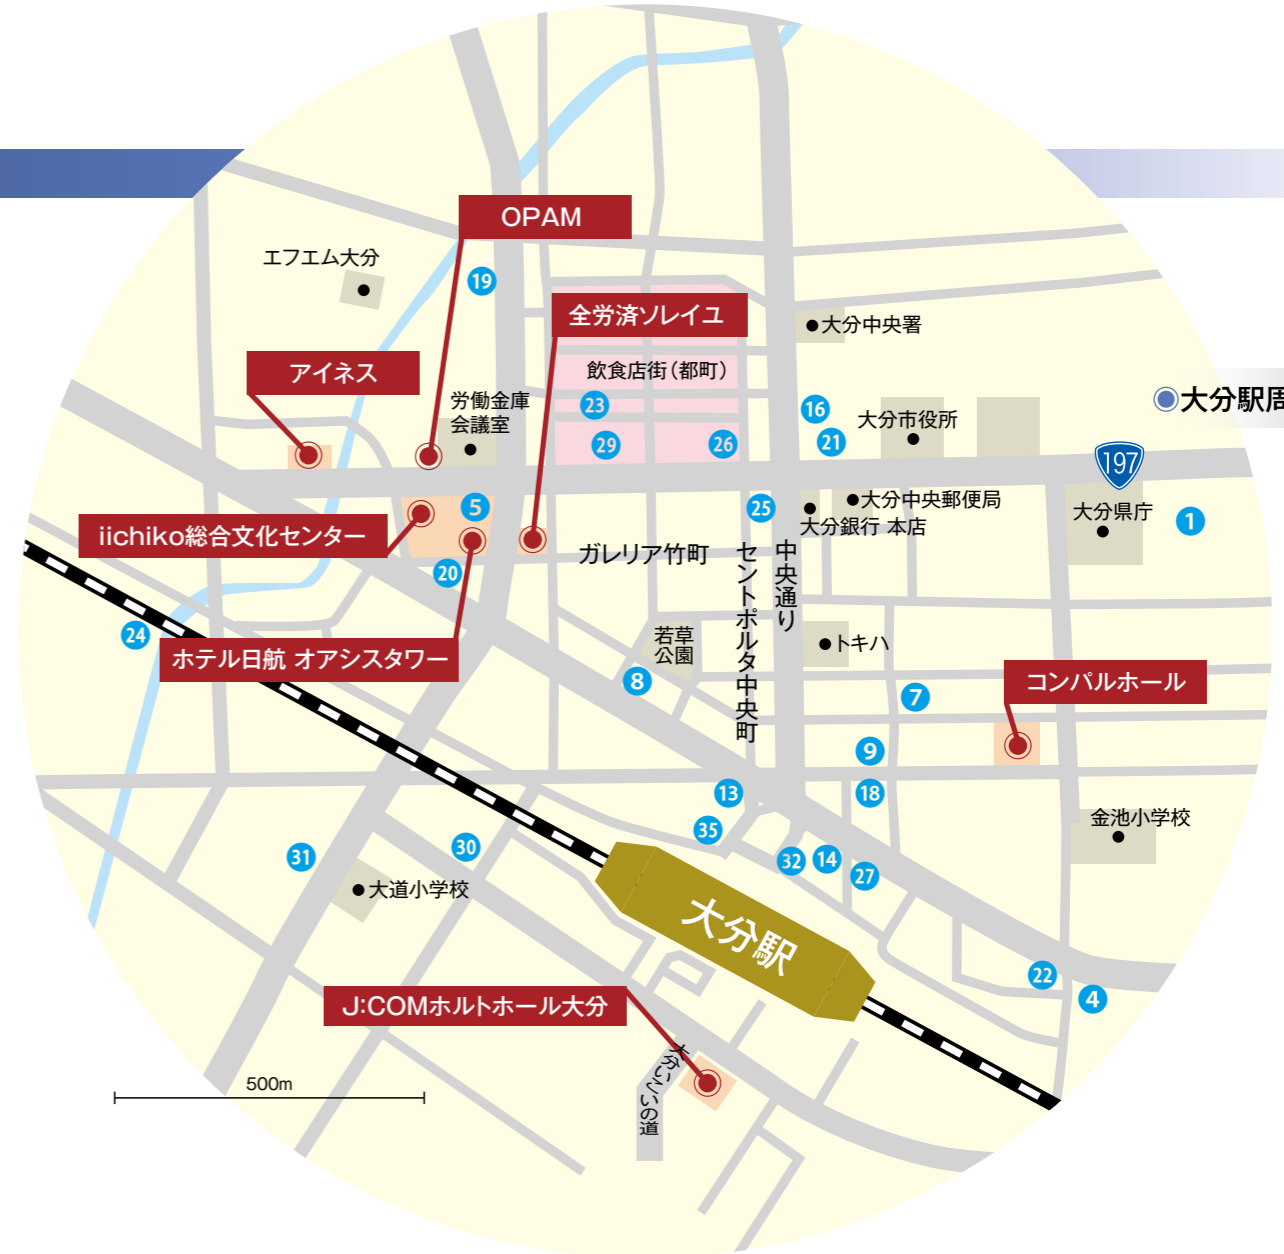 OPAM
エフエム大分
19
全労済ソレイユ
大分中央署
アイネス
飲食店街（都町）
労働金庫
会議室
23
16
大分市役所
大分駅周
29
26
21
197
5
25
大分中央郵便局
大分銀行 本店
大分県庁
1
iichiko総合文化センター
ガレリア竹町
セントポルタ中央町
中央通り
20
24
ホテル日航 オアシスタワー
若草
公園
トキハ
8
7
コンパルホール
9
13
18
35
金池小学校
31
30
32
14
27
大道小学校
大分駅
22
4
J:COMホルトホール大分
大分いこいの道
500m